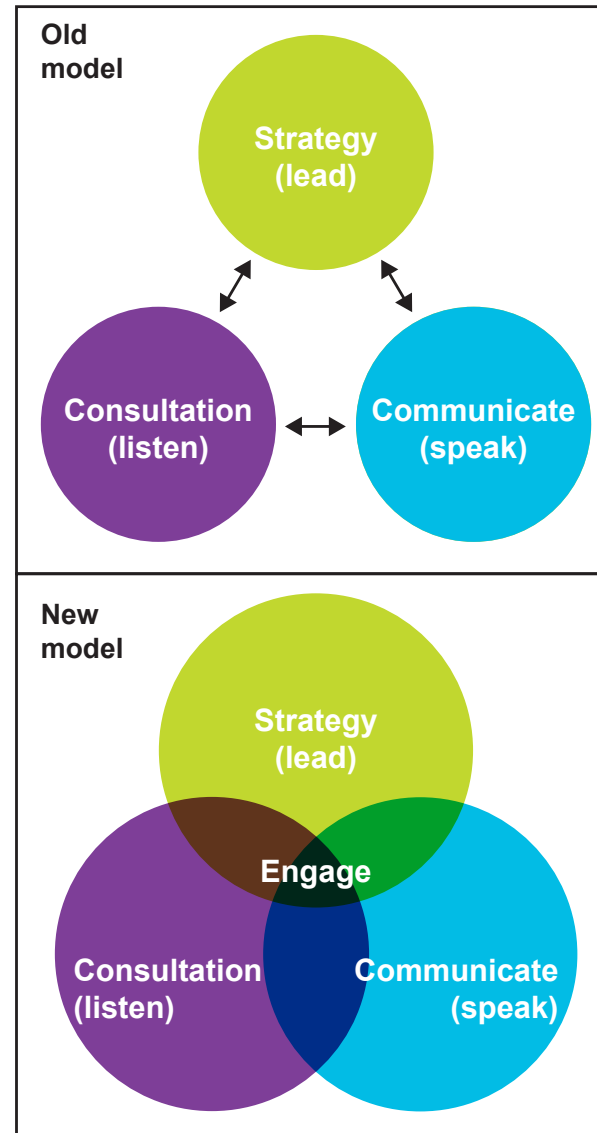 Old
model
Strategy
(lead)
Consultation
(listen)
Communicate
(speak)
New
model
Strategy
(lead)
Engage
Consultation
(listen)
Communicate
(speak)